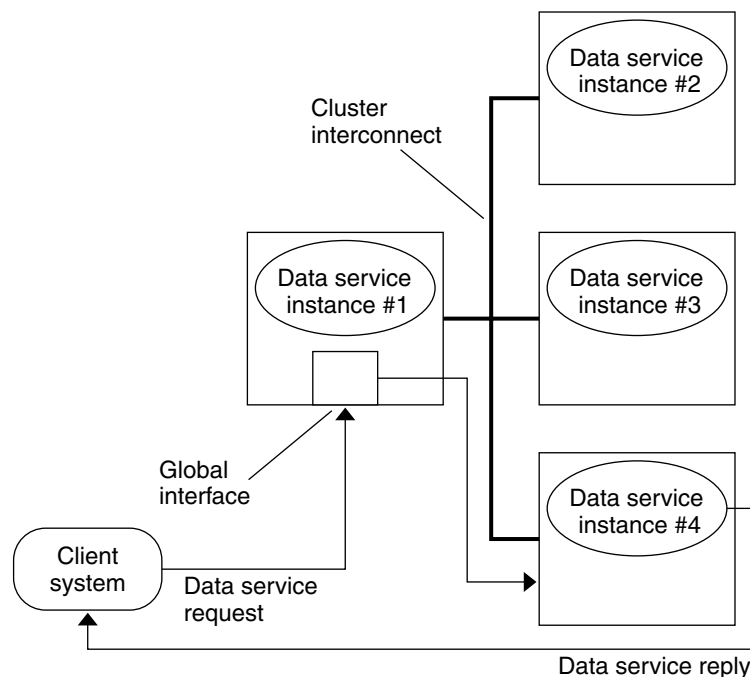 Data service
instance #2
Cluster
interconnect
Data service
instance #1
Data service
instance #3
Global
interface
Data service
instance #4
Client
system
Data service
request
Data service reply